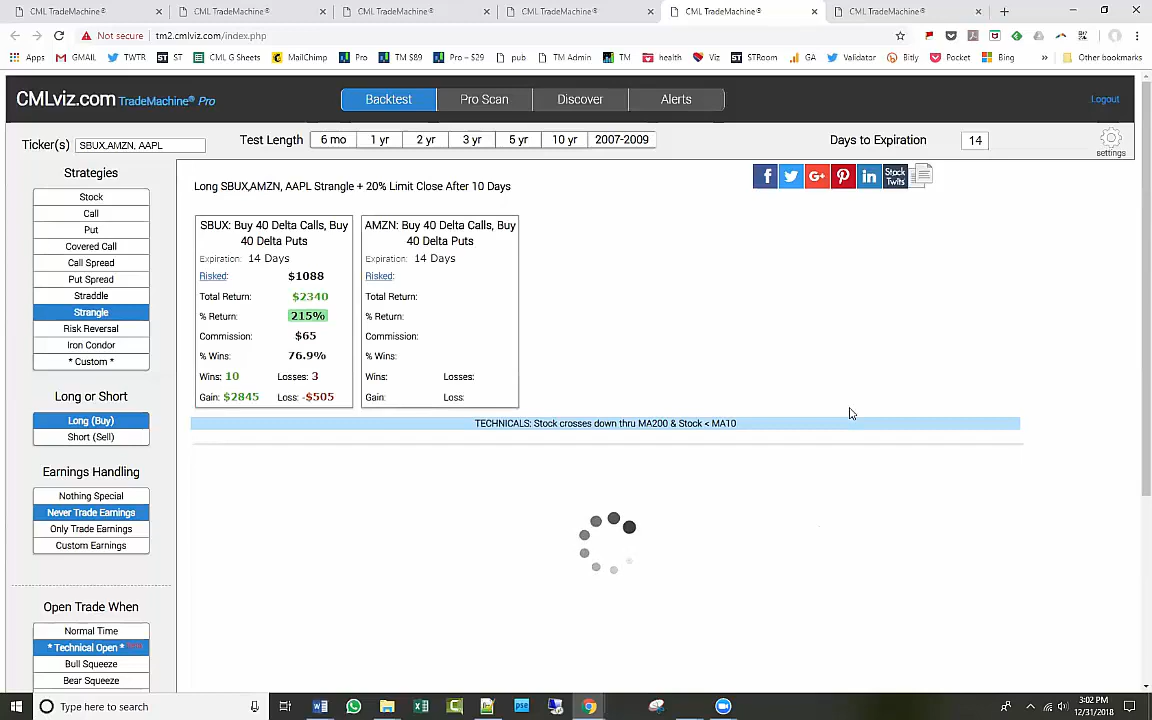 CML TradeMachine® CML TradeMachine® CML TradeMachine® CML TradeMachine® CML TradeMachine® CML TradeMachine®
Not secure | tm2.cmlviz.com/index.php
Apps GMAIL TWTR ST CML G Sheets MailChimp Pro TM $89 Pro – $29 pub TM Admin TM health Viz STRoom GA Validator Bitly Pocket Bing » Other bookmarks
CMLviz.com TradeMachine® Pro Backtest Pro Scan Discover Alerts Logout
Ticker(s) SBUX,AMZN, AAPL Test Length 6 mo 1 yr 2 yr 3 yr 5 yr 10 yr 2007-2009 Days to Expiration 14 settings
Strategies
Stock
Call
Put
Covered Call
Call Spread
Put Spread
Straddle
Strangle
Risk Reversal
Iron Condor
* Custom *
Long or Short
Long (Buy)
Short (Sell)
Earnings Handling
Nothing Special
Never Trade Earnings
Only Trade Earnings
Custom Earnings
Open Trade When
Normal Time
* Technical Open *
Bull Squeeze
Bear Squeeze
Long SBUX,AMZN, AAPL Strangle + 20% Limit Close After 10 Days
f G+ in Stock Twits
SBUX: Buy 40 Delta Calls, Buy
40 Delta Puts
Expiration: 14 Days
Risked: $1088
Total Return: $2340
% Return: 215%
Commission: $65
% Wins: 76.9%
Wins: 10 Losses: 3
Gain: $2845 Loss: -$505
AMZN: Buy 40 Delta Calls, Buy
40 Delta Puts
Expiration: 14 Days
Risked:
Total Return:
% Return:
Commission:
% Wins:
Wins: Losses:
Gain: Loss:
TECHNICALS: Stock crosses down thru MA200 & Stock < MA10
Type here to search
3:02 PM
12/31/2018